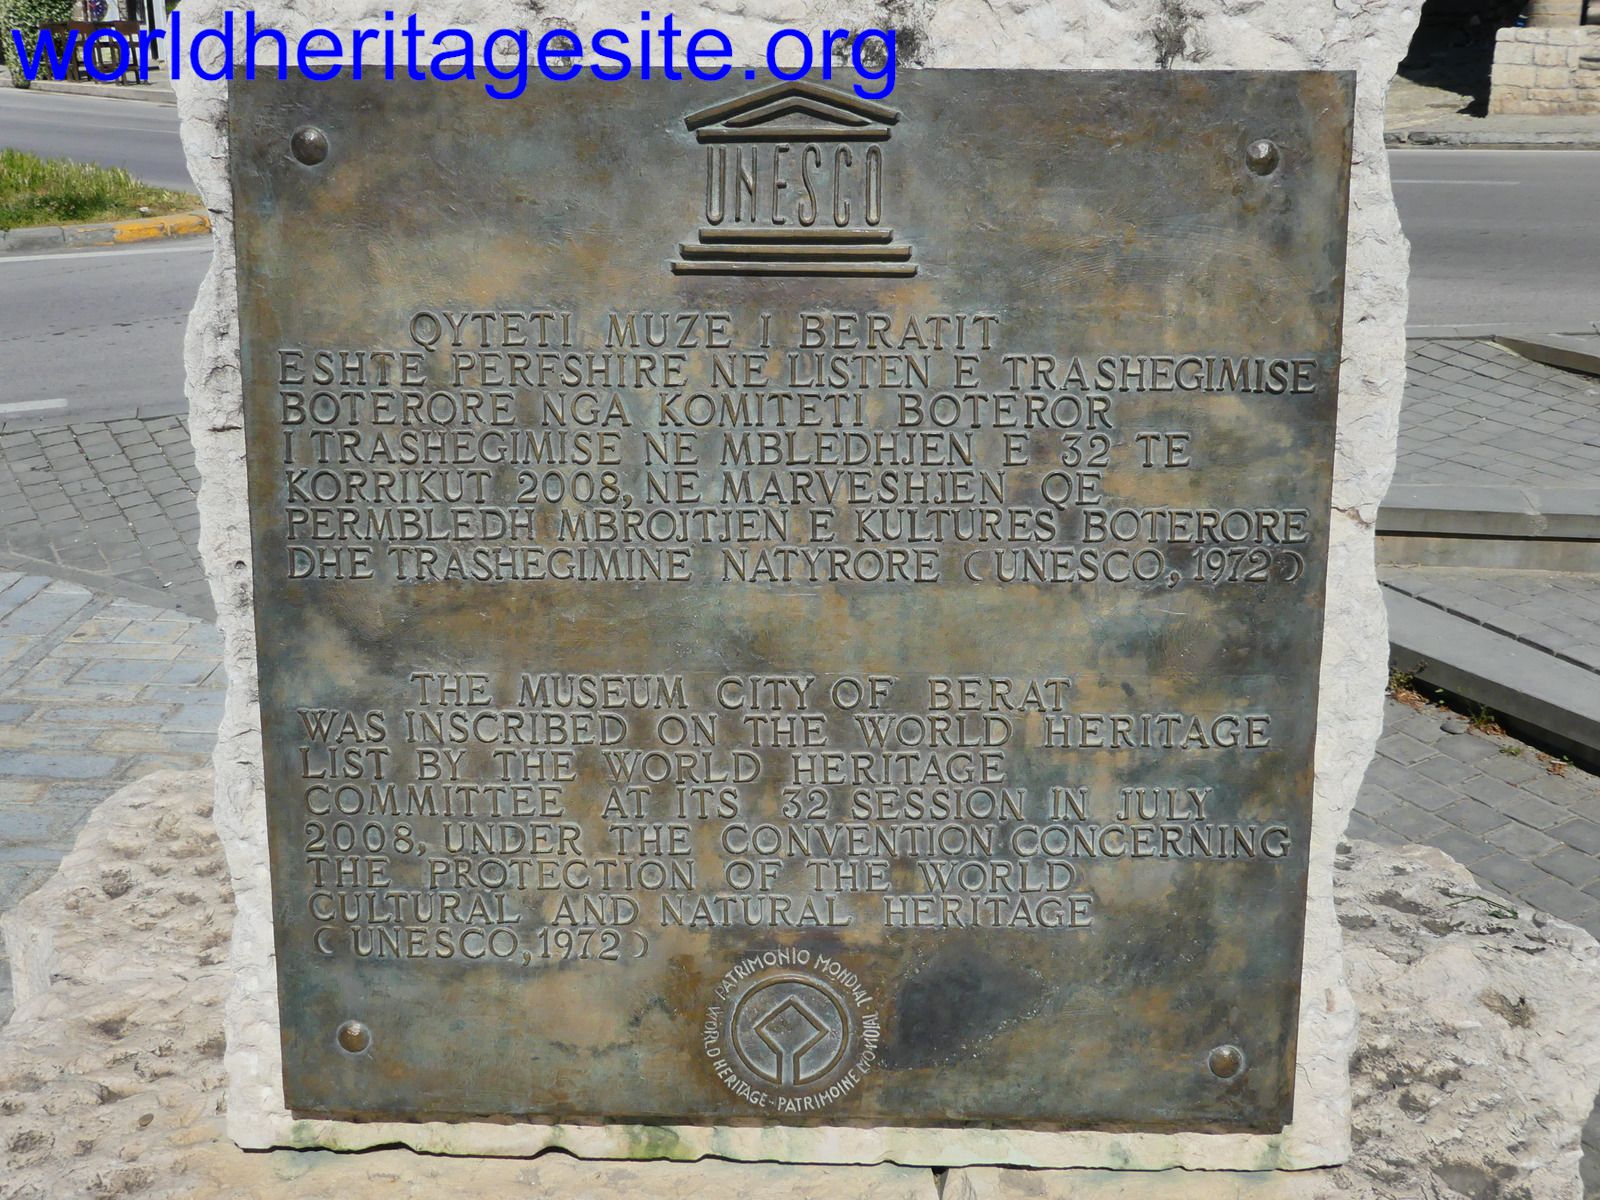 worldheritagesite.org
UNESCO
QYTETI MUZE I BERATIT
ESHTE PERFSHIRE NE LISTEN E TRASHEGIMISE
BOTERORE NGA KOMITETI BOTEROR
I TRASHEGIMISE NE MBLEDHJEN E 32 TE
KORRIKUT 2008, NE MARVESHJEN QE
PERMBLEDH MBROJTJEN E KULTURES BOTERORE
DHE TRASHEGIMINE NATYRORE (UNESCO, 1972)
THE MUSEUM CITY OF BERAT
WAS INSCRIBED ON THE WORLD HERITAGE
LIST BY THE WORLD HERITAGE
COMMITTEE AT ITS 32 SESSION IN JULY
2008, UNDER THE CONVENTION CONCERNING
THE PROTECTION OF THE WORLD
CULTURAL AND NATURAL HERITAGE
(UNESCO, 1972)
WORLD HERITAGE - PATRIMOINE MONDIAL - PATRIMONIO MUNDIAL